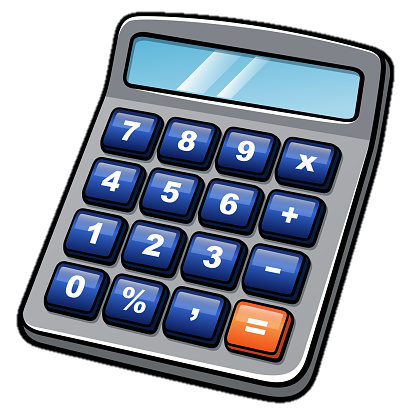 7 8 9 x
4 5 6 +
1 2 3 -
0 % , =